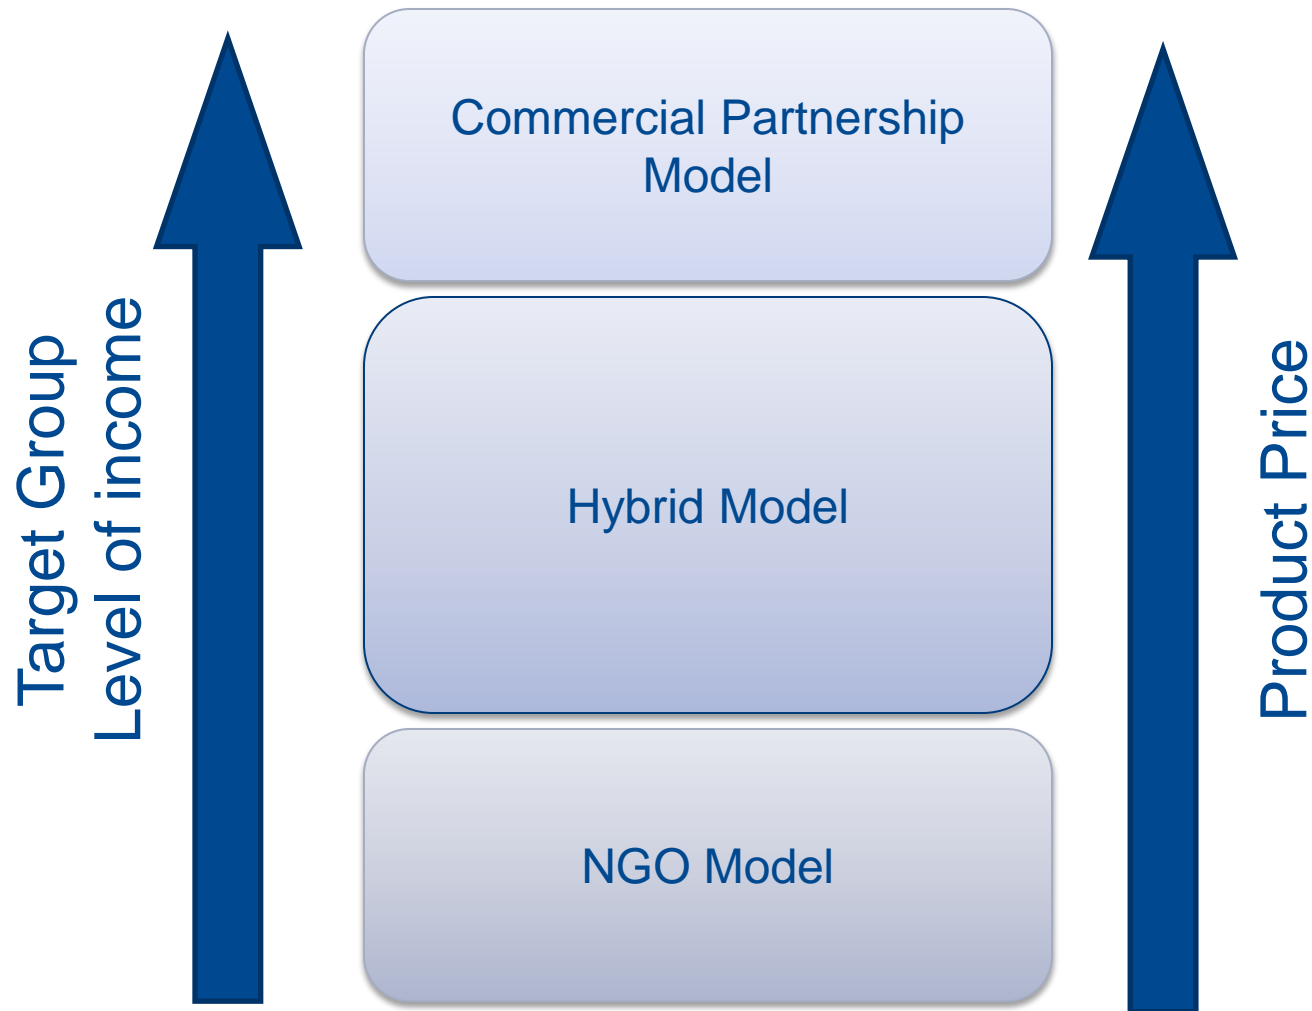 Target Group
Level of income
Commercial Partnership
Model
Hybrid Model
NGO Model
Product Price